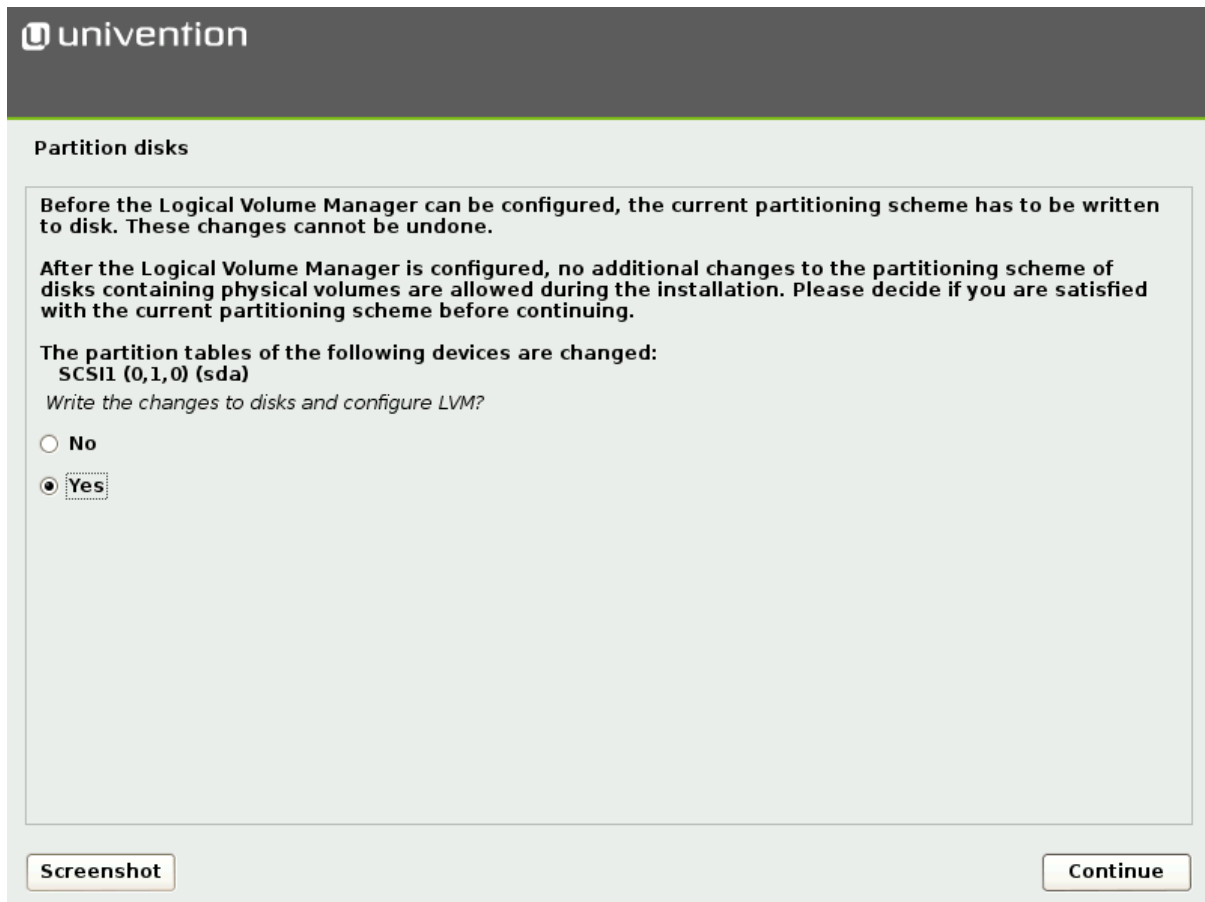 univention
Partition disks
Before the Logical Volume Manager can be configured, the current partitioning scheme has to be written
to disk. These changes cannot be undone.
After the Logical Volume Manager is configured, no additional changes to the partitioning scheme of
disks containing physical volumes are allowed during the installation. Please decide if you are satisfied
with the current partitioning scheme before continuing.
The partition tables of the following devices are changed:
SCSI1 (0,1,0) (sda)
Write the changes to disks and configure LVM?
No
Yes
Screenshot
Continue